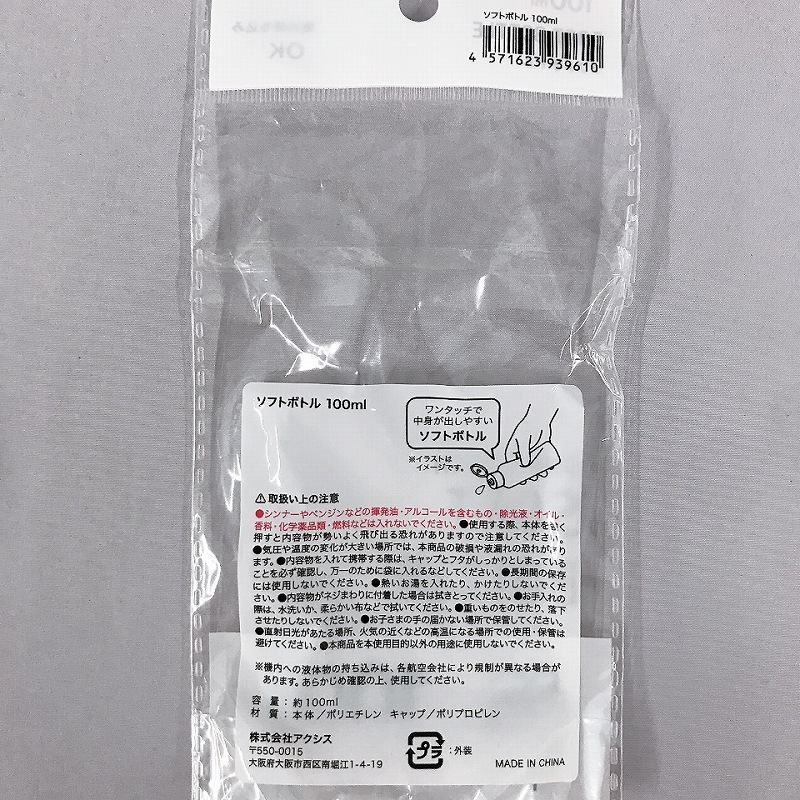 ソフトボトル 100ml
4 571623 939610
ソフトボトル 100ml
ワンタッチで
中身が出しやすい
ソフトボトル
※イラストは
イメージです。
⚠取扱い上の注意
●シンナーやベンジンなどの揮発油・アルコールを含むもの・除光液・オイル・
香料・化学薬品類・燃料などは入れないでください。●使用する際、本体を強く
押すと内容物が勢いよく飛び出る恐れがありますので注意してください。
●気圧や温度の変化が大きい場所では、本商品の破損や液漏れの恐れがあり
ます。●内容物を入れて携帯する際は、キャップとフタがしっかりとしまっている
ことを必ず確認し、万一のために袋に入れるなどしてください。●長期間の保存
には使用しないでください。●熱いお湯を入れたり、かけたりしないでくださ
い。●内容物がネジまわりに付着した場合は拭きとってください。●お手入れ
の際は、水洗いか、柔らかい布などで拭いてください。●重いものをのせたり、落下
させたりしないでください。●お子さまの手の届かない場所で保管してください。
●直射日光があたる場所、火気の近くなどの高温になる場所での使用・保管は
避けてください。●本商品を本使用目的以外の用途に使用しないでください。
※機内への液体物の持ち込みは、各航空会社により規制が異なる場合が
あります。あらかじめ確認の上、使用してください。
容 量：約100ml
材 質：本体／ポリエチレン キャップ／ポリプロピレン
株式会社アクシス
〒550-0015
大阪府大阪市西区南堀江1-4-19
プラ：外装
MADE IN CHINA